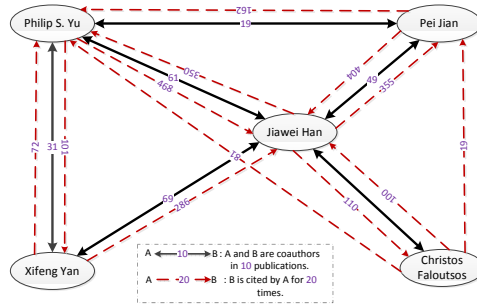 162
Philip S. Yu
19
Pei Jian
61
350
468
404
49
355
72
31
101
Jiawei Han
81
61
69
286
110
100
Xifeng Yan
Christos
Faloutsos
A 10 B : A and B are coauthors
in 10 publications.
A 20 B : B is cited by A for 20
times.